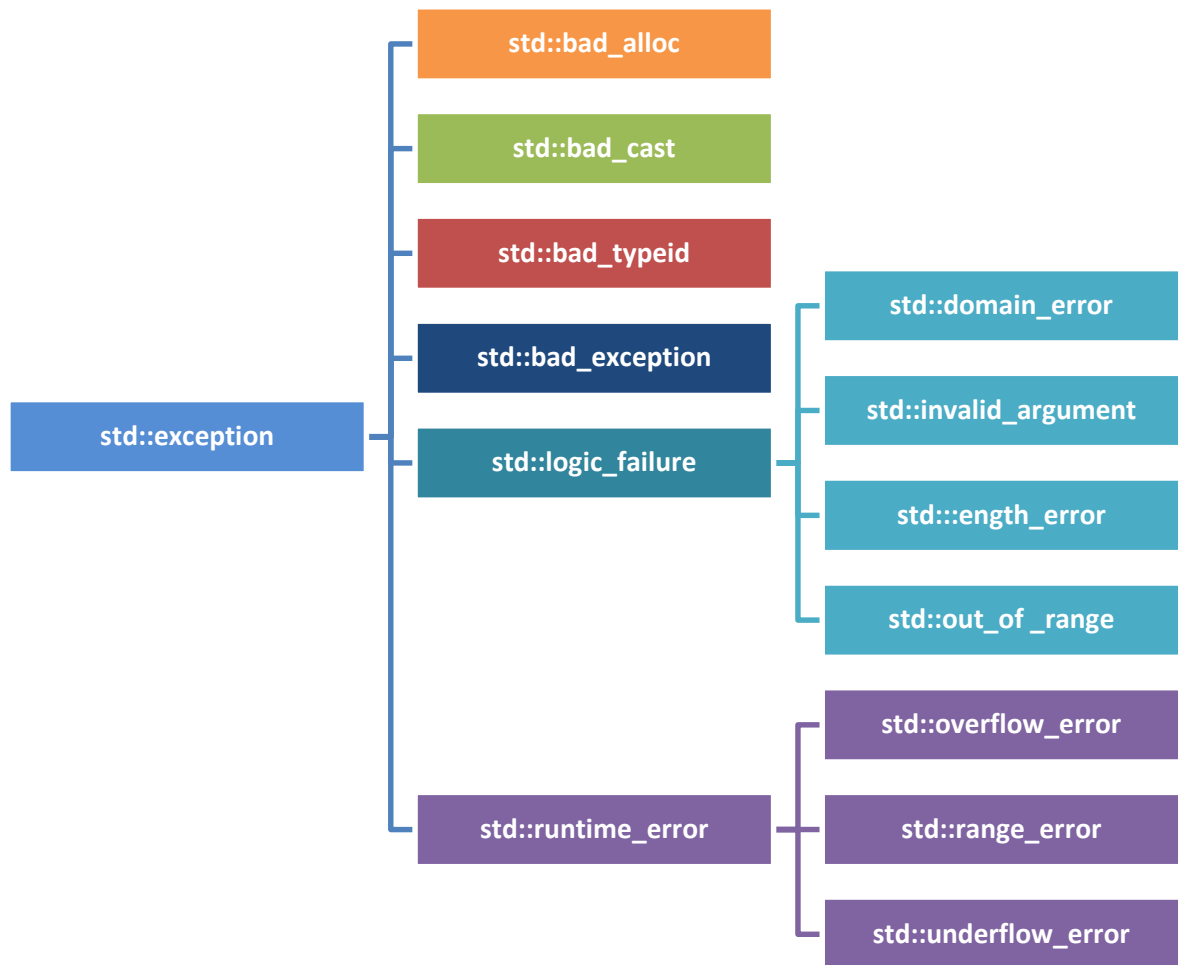 std::bad_alloc
std::bad_cast
std::bad_typeid
std::domain_error
std::bad_exception
std::invalid_argument
std::exception
std::logic_failure
std:::ength_error
std::out_of _range
std::overflow_error
std::runtime_error
std::range_error
std::underflow_error